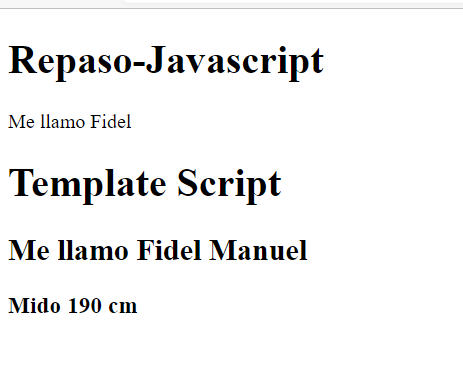 Repaso-Javascript
Me llamo Fidel
Template Script
Me llamo Fidel Manuel
Mido 190 cm